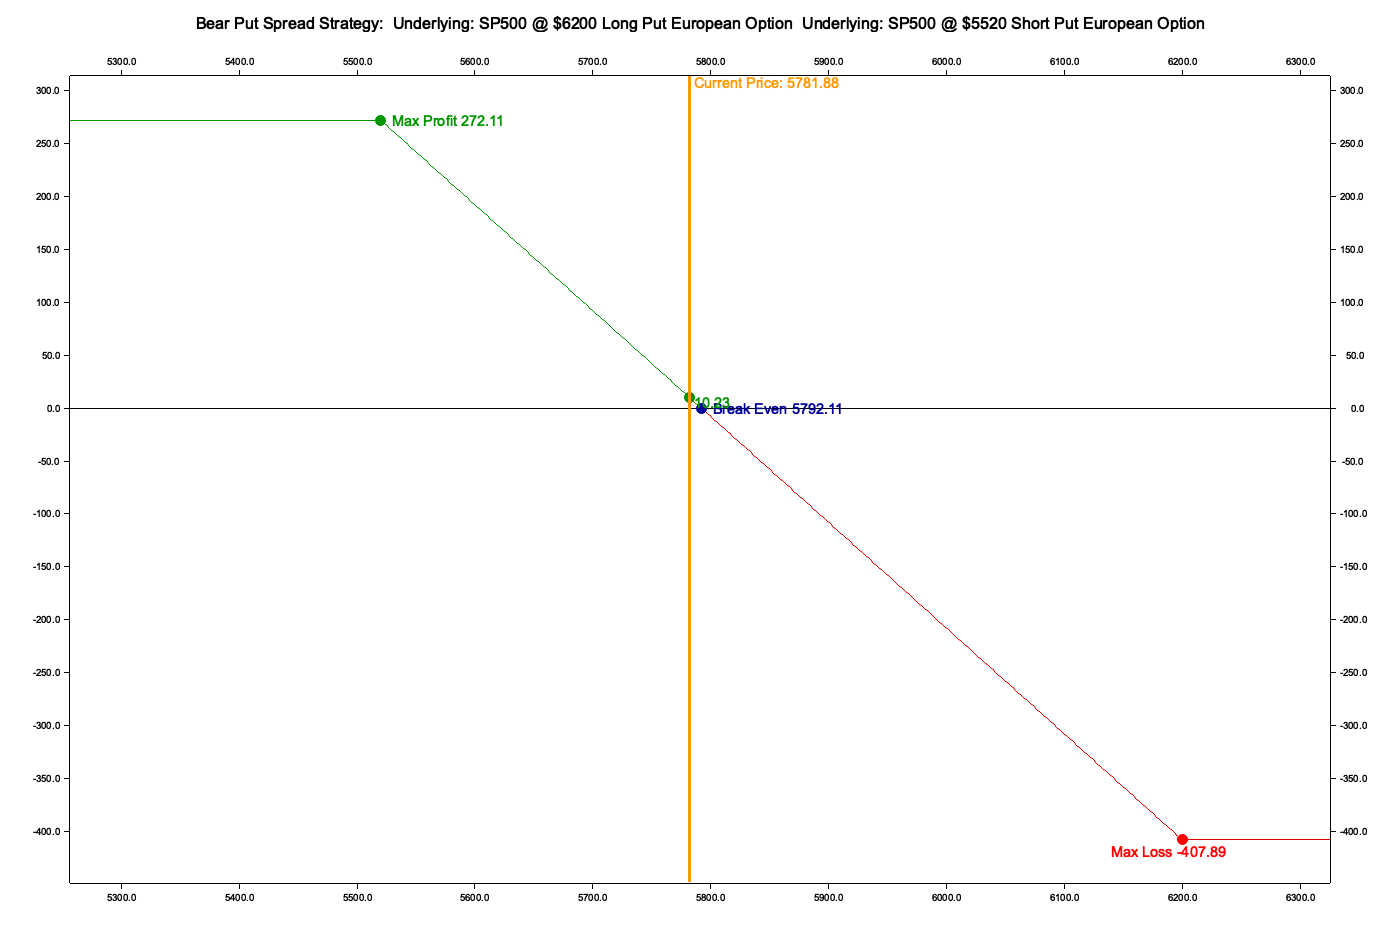 Bear Put Spread Strategy:  Underlying: SP500 @ $6200 Long Put European Option  Underlying: SP500 @ $5520 Short Put European Option
5300.0 5400.0 5500.0 5600.0 5700.0 5800.0 5900.0 6000.0 6100.0 6200.0 6300.0
Current Price: 5781.88
300.0 300.0
Max Profit 272.11
250.0 250.0
200.0 200.0
150.0 150.0
100.0 100.0
50.0 50.0
10.23
0.0 Break Even 5792.11 0.0
-50.0 -50.0
-100.0 -100.0
-150.0 -150.0
-200.0 -200.0
-250.0 -250.0
-300.0 -300.0
-350.0 -350.0
-400.0 -400.0
Max Loss -407.89
5300.0 5400.0 5500.0 5600.0 5700.0 5800.0 5900.0 6000.0 6100.0 6200.0 6300.0